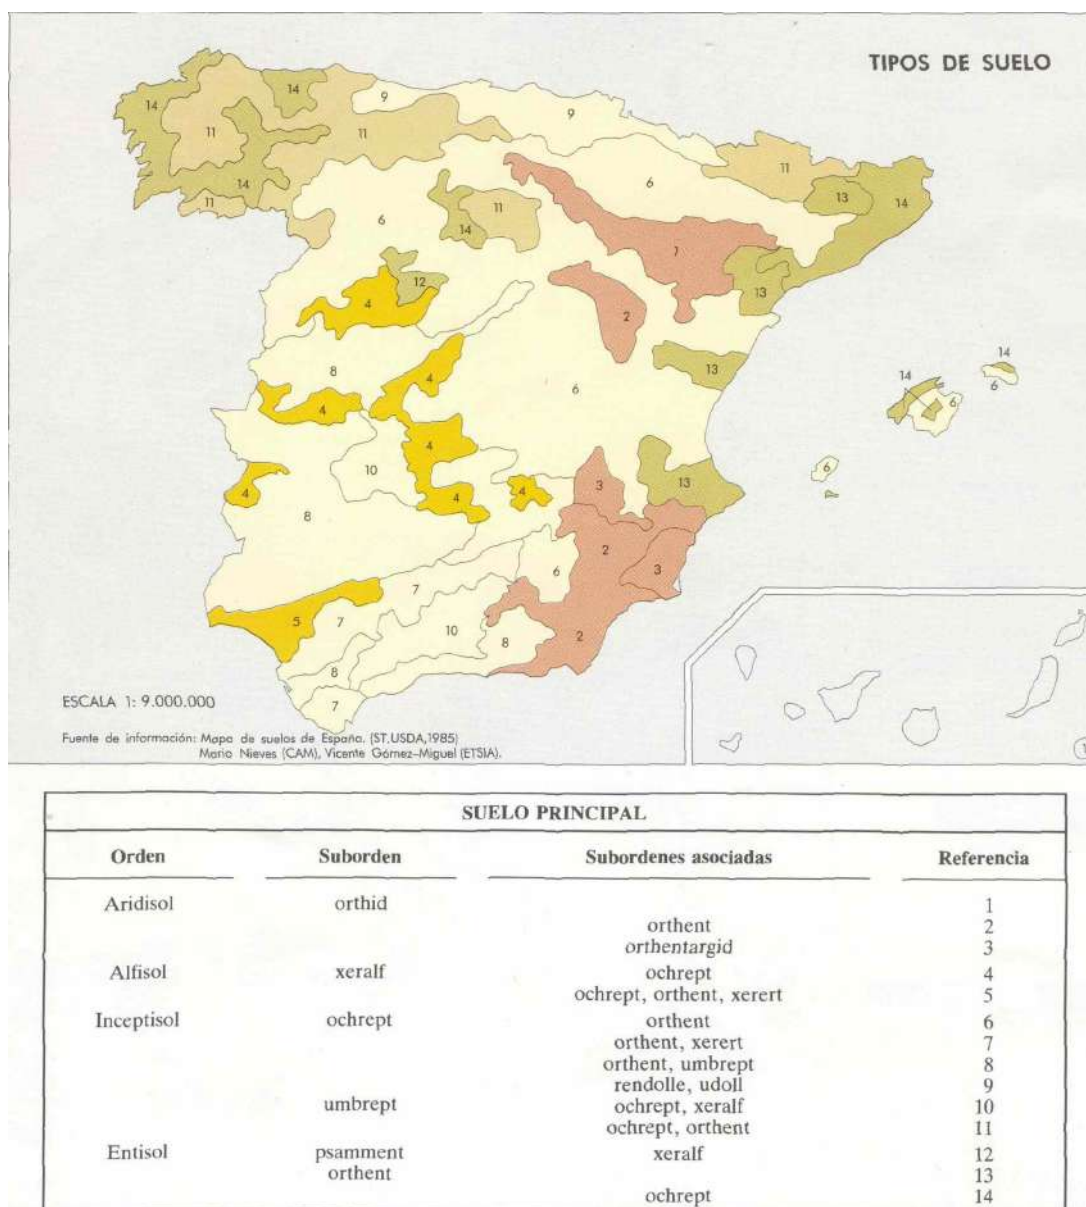 TIPOS DE SUELO
14
14
9
9
11
11
11
14
11
6
13
14
6
11
14
1
13
12
4
2
14
14
6
6
8
4
13
6
4
4
10
6
4
3
13
4
4
8
2
3
6
7
5
7
10
8
2
8
7
1
ESCALA 1: 9.000.000
Fuente de información: Mapa de suelos de España. (ST,USDA,1985)
Mario Nieves (CAM), Vicente Gómez-Miguel (ETSIA).
SUELO PRINCIPAL
Orden Suborden Subordenes asociadas Referencia
Aridisol orthid 1
orthent 2
orthentargid 3
Alfisol xeralf ochrept 4
ochrept, orthent, xerert 5
Inceptisol ochrept orthent 6
orthent, xerert 7
orthent, umbrept 8
rendolle, udoll 9
umbrept ochrept, xeralf 10
ochrept, orthent 11
Entisol psamment xeralf 12
orthent 13
ochrept 14